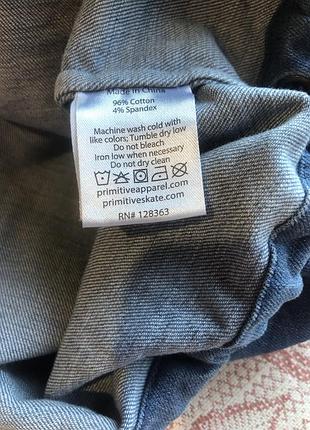 Made in China
96% Cotton
4% Spandex
Machine wash cold with
like colors; Tumble dry low
Do not bleach
Iron low when necessary
Do not dry clean
primitiveapparel.com
primitiveskate.com
RN# 128363